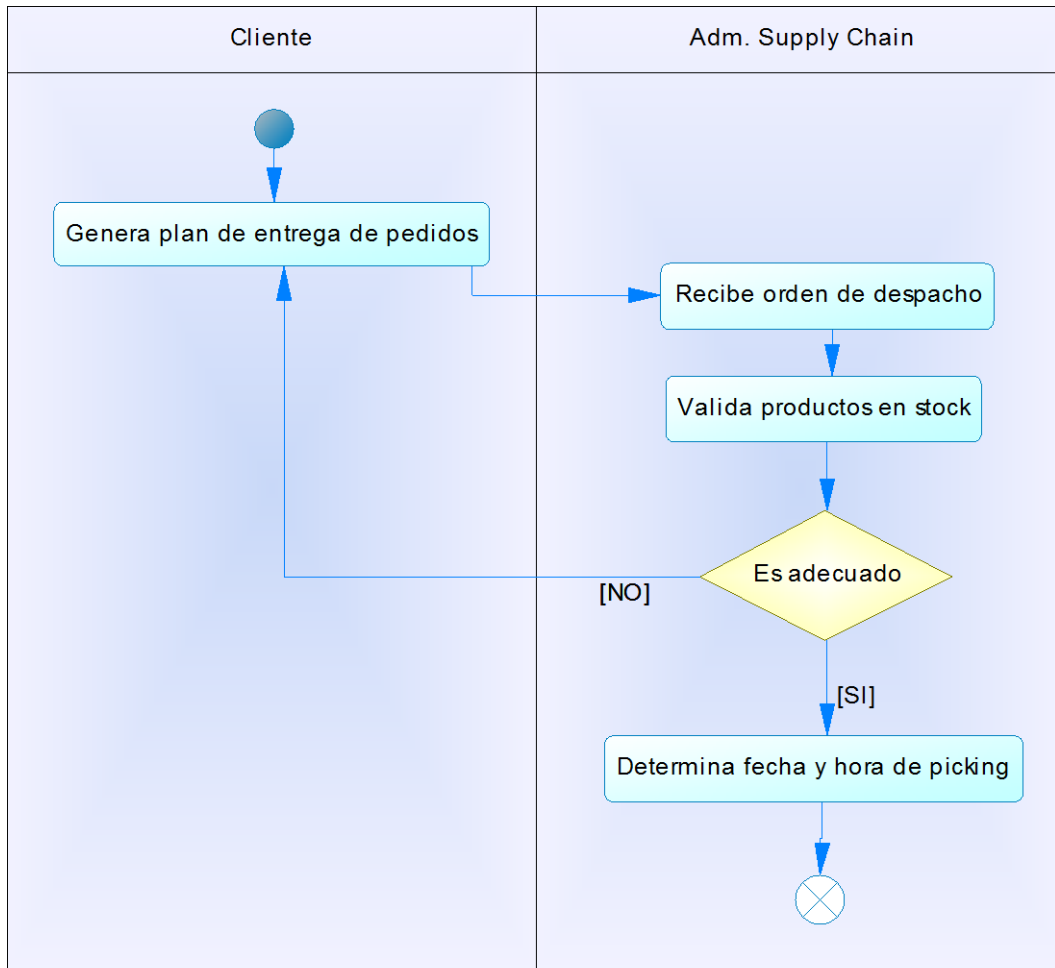 Cliente
Adm. Supply Chain
Genera plan de entrega de pedidos
Recibe orden de despacho
Valida productos en stock
Es adecuado
[NO]
[SI]
Determina fecha y hora de picking